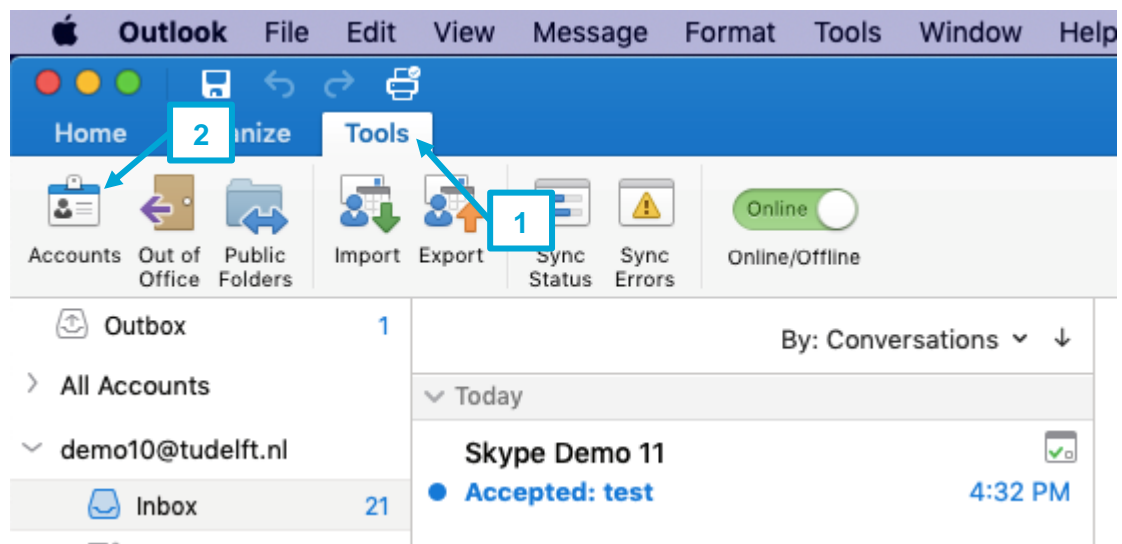 Outlook File Edit View Message Format Tools Window Help
Home 2 nize Tools
1
Accounts Out of Office Public Folders Import Export Sync Status Sync Errors Online Online/Offline
Outbox 1
By: Conversations
All Accounts
Today
demo10@tudelft.nl
Skype Demo 11
Inbox 21
Accepted: test 4:32 PM